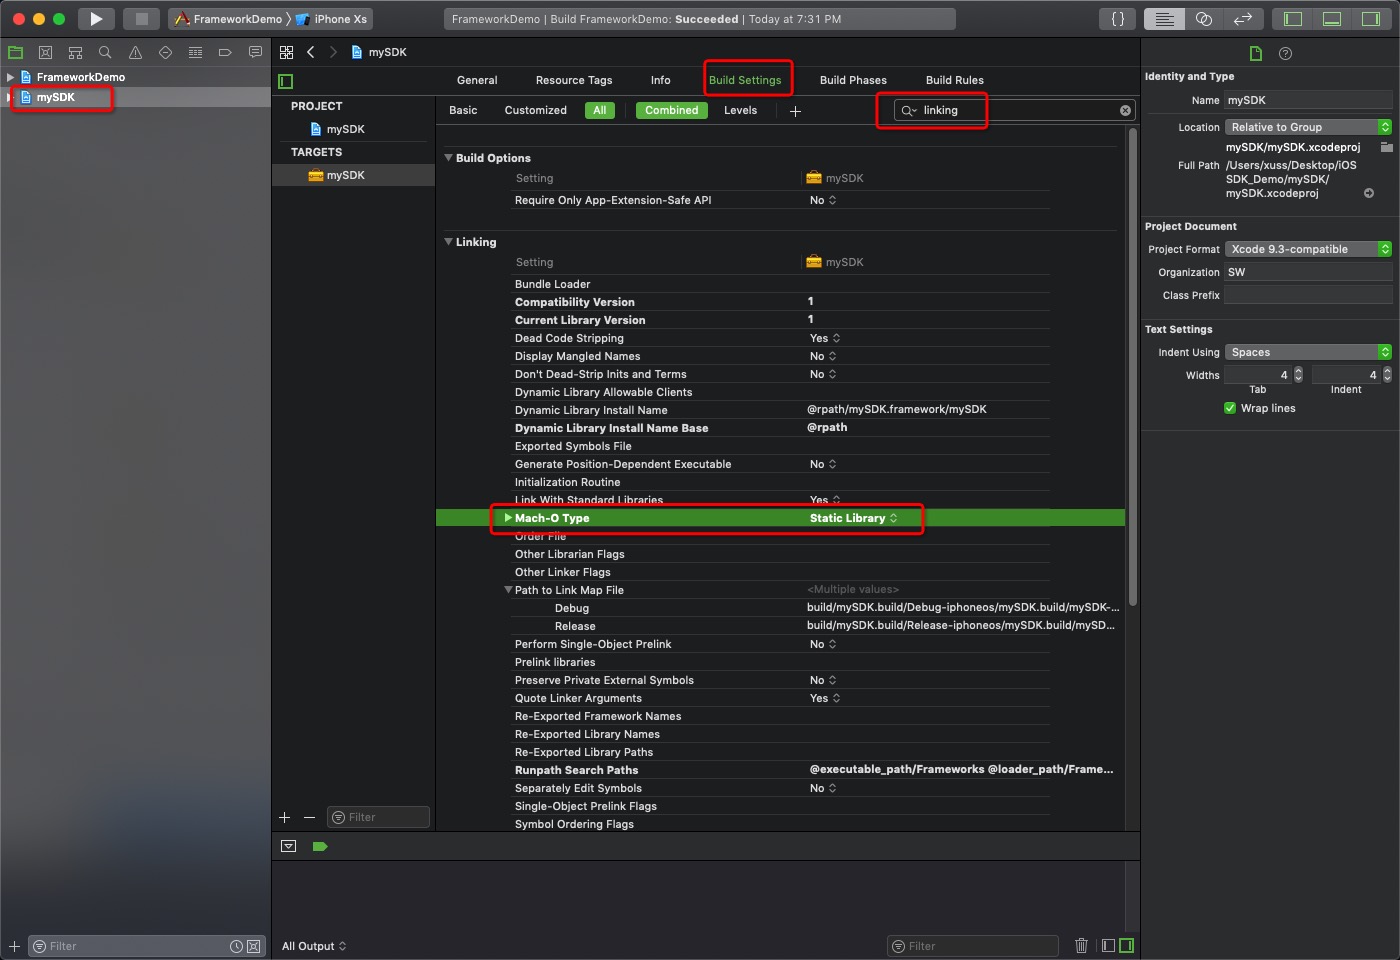 FrameworkDemo iPhone Xs
FrameworkDemo | Build FrameworkDemo: Succeeded | Today at 7:31 PM
{}
FrameworkDemo
mySDK
Filter
mySDK
General Resource Tags Info Build Settings Build Phases Build Rules
PROJECT
mySDK
TARGETS
mySDK
Filter
Basic Customized All Combined Levels + linking
Build Options
Setting mySDK
Require Only App-Extension-Safe API No
Linking
Setting mySDK
Bundle Loader
Compatibility Version 1
Current Library Version 1
Dead Code Stripping Yes
Display Mangled Names No
Don't Dead-Strip Inits and Terms No
Dynamic Library Allowable Clients
Dynamic Library Install Name @rpath/mySDK.framework/mySDK
Dynamic Library Install Name Base @rpath
Exported Symbols File
Generate Position-Dependent Executable No
Initialization Routine
Link With Standard Libraries Yes
Mach-O Type Static Library
Order File
Other Librarian Flags
Other Linker Flags
Path to Link Map File <Multiple values>
Debug build/mySDK.build/Debug-iphoneos/mySDK.build/mySDK-...
Release build/mySDK.build/Release-iphoneos/mySDK.build/mySD...
Perform Single-Object Prelink No
Prelink libraries
Preserve Private External Symbols No
Quote Linker Arguments Yes
Re-Exported Framework Names
Re-Exported Library Names
Re-Exported Library Paths
Runpath Search Paths @executable_path/Frameworks @loader_path/Frame...
Separately Edit Symbols No
Single-Object Prelink Flags
Symbol Ordering Flags
All Output
Filter
Identity and Type
Name mySDK
Location Relative to Group
mySDK/mySDK.xcodeproj
Full Path /Users/xuss/Desktop/iOS
SDK_Demo/mySDK/
mySDK.xcodeproj
Project Document
Project Format Xcode 9.3-compatible
Organization SW
Class Prefix
Text Settings
Indent Using Spaces
Widths 4 4
Tab Indent
Wrap lines